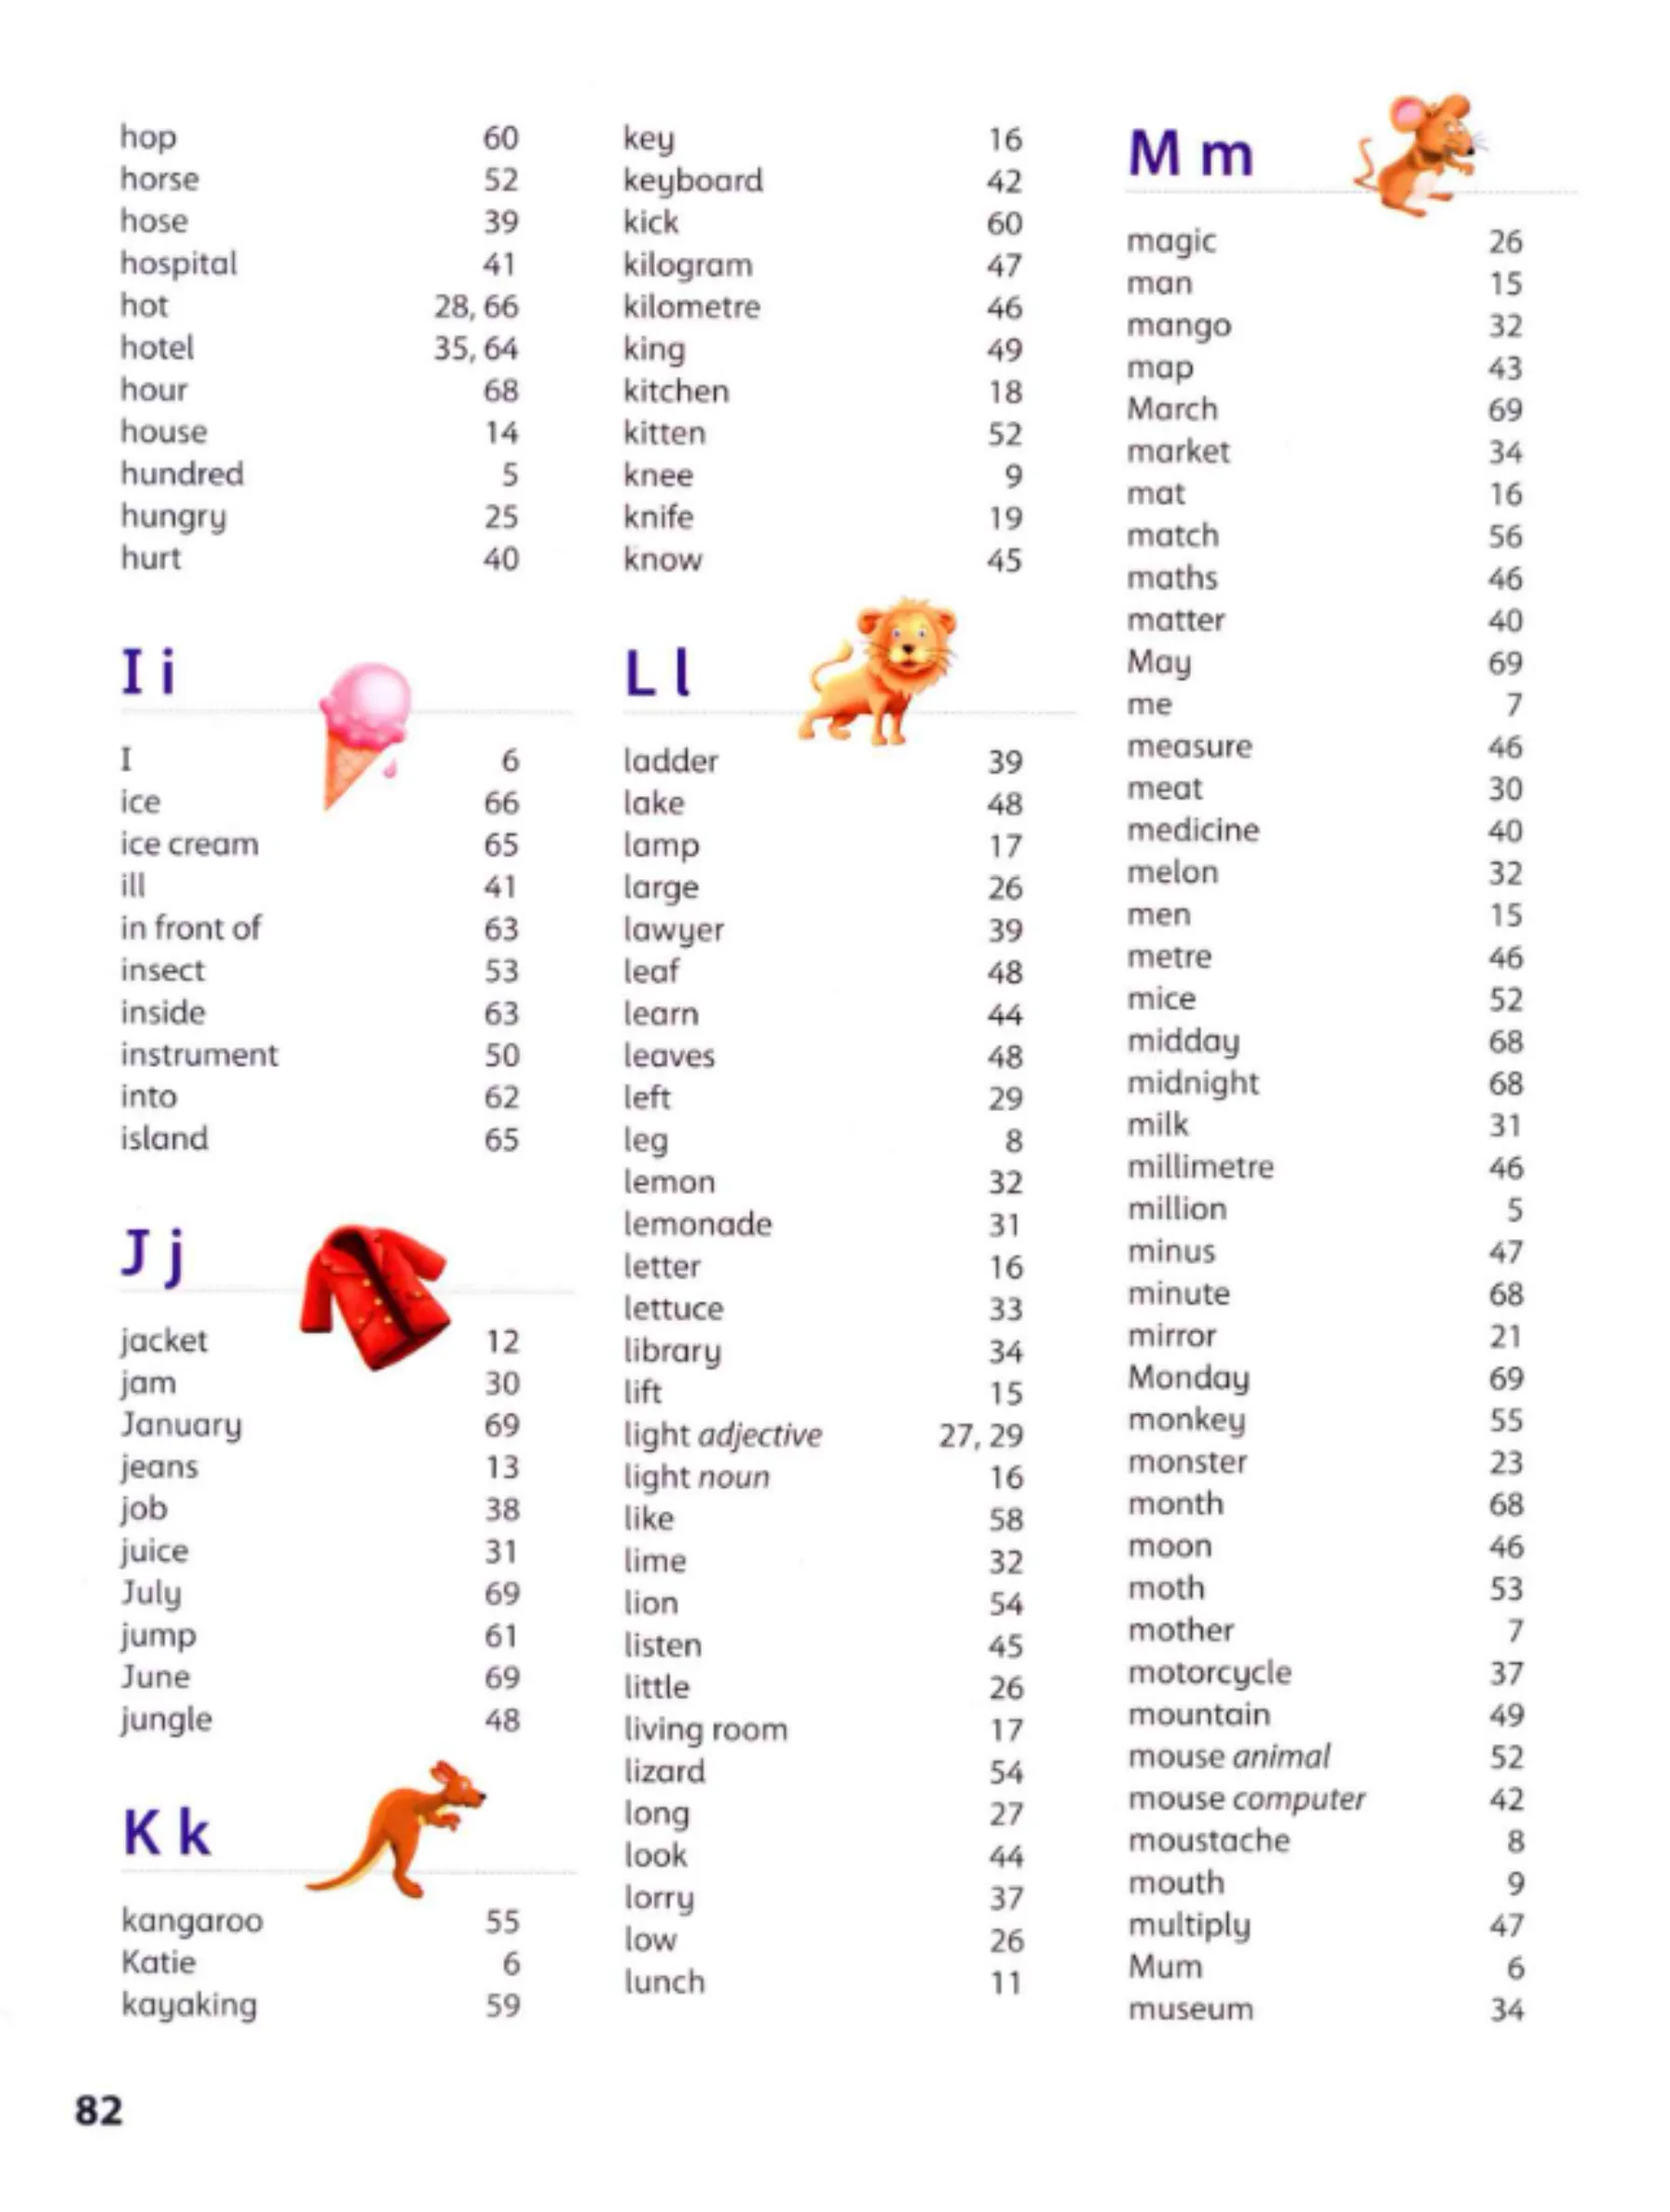 hop 60
horse 52
hose 39
hospital 41
hot 28, 66
hotel 35, 64
hour 68
house 14
hundred 5
hungry 25
hurt 40
I i
I 6
ice 66
ice cream 65
ill 41
in front of 63
insect 53
inside 63
instrument 50
into 62
island 65
J j
jacket 12
jam 30
January 69
jeans 13
job 38
juice 31
July 69
jump 61
June 69
jungle 48
K k
kangaroo 55
Katie 6
kayaking 59
key 16
keyboard 42
kick 60
kilogram 47
kilometre 46
king 49
kitchen 18
kitten 52
knee 9
knife 19
know 45
L l
ladder 39
lake 48
lamp 17
large 26
lawyer 39
leaf 48
learn 44
leaves 48
left 29
leg 8
lemon 32
lemonade 31
letter 16
lettuce 33
library 34
lift 15
light adjective 27, 29
light noun 16
like 58
lime 32
lion 54
listen 45
little 26
living room 17
lizard 54
long 27
look 44
lorry 37
low 26
lunch 11
M m
magic 26
man 15
mango 32
map 43
March 69
market 34
mat 16
match 56
maths 46
matter 40
May 69
me 7
measure 46
meat 30
medicine 40
melon 32
men 15
metre 46
mice 52
midday 68
midnight 68
milk 31
millimetre 46
million 5
minus 47
minute 68
mirror 21
Monday 69
monkey 55
monster 23
month 68
moon 46
moth 53
mother 7
motorcycle 37
mountain 49
mouse animal 52
mouse computer 42
moustache 8
mouth 9
multiply 47
Mum 6
museum 34
82